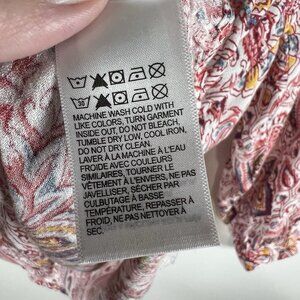 30
MACHINE WASH COLD WITH
LIKE COLORS, TURN GARMENT
INSIDE OUT, DO NOT BLEACH,
TUMBLE DRY LOW, COOL IRON,
DO NOT DRY CLEAN.
LAVER À LA MACHINE À L'EAU
FROIDE AVEC COULEURS
SIMILAIRES, TOURNER LE
VÊTEMENT À L'ENVERS, NE PAS
JAVELLISER, SÉCHER PAR
CULBUTAGE À BASSE
TEMPÉRATURE, REPASSER À
FROID, NE PAS NETTOYER À
SEC.